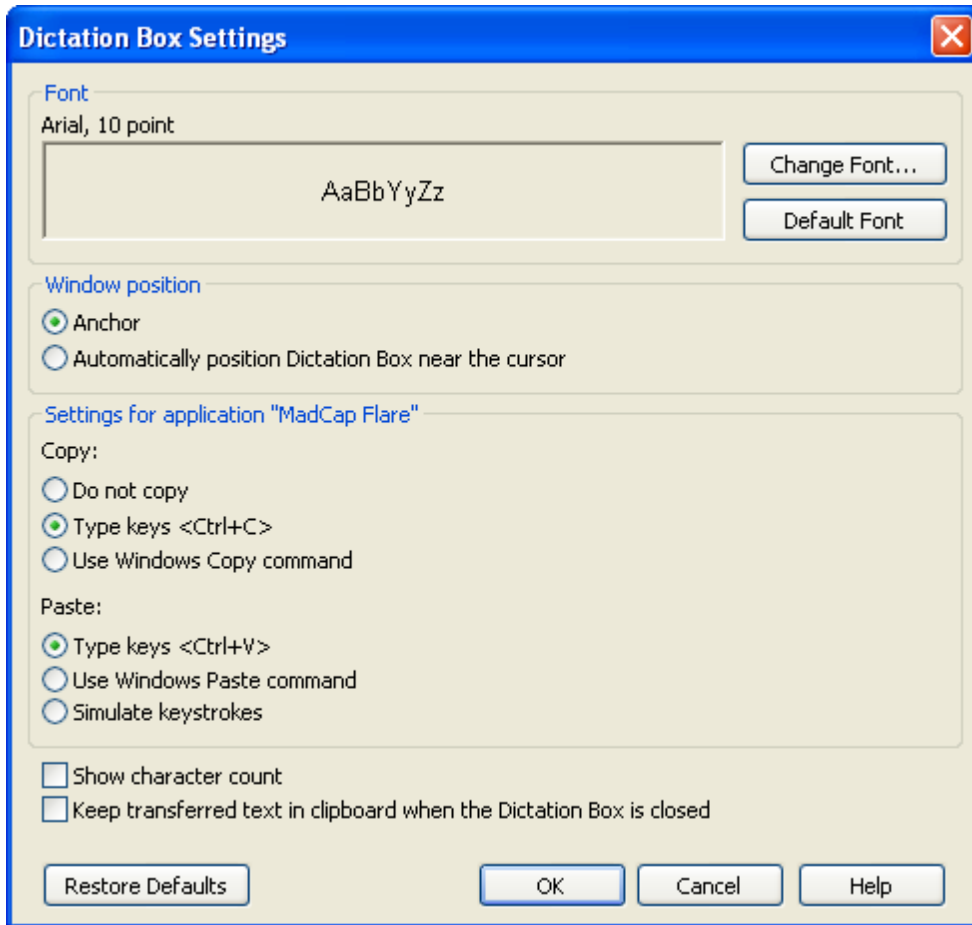 Dictation Box Settings
Font
Arial, 10 point
AaBbYyZz
Change Font...
Default Font
Window position
Anchor
Automatically position Dictation Box near the cursor
Settings for application "MadCap Flare"
Copy:
Do not copy
Type keys <Ctrl+C>
Use Windows Copy command
Paste:
Type keys <Ctrl+V>
Use Windows Paste command
Simulate keystrokes
Show character count
Keep transferred text in clipboard when the Dictation Box is closed
Restore Defaults OK Cancel Help